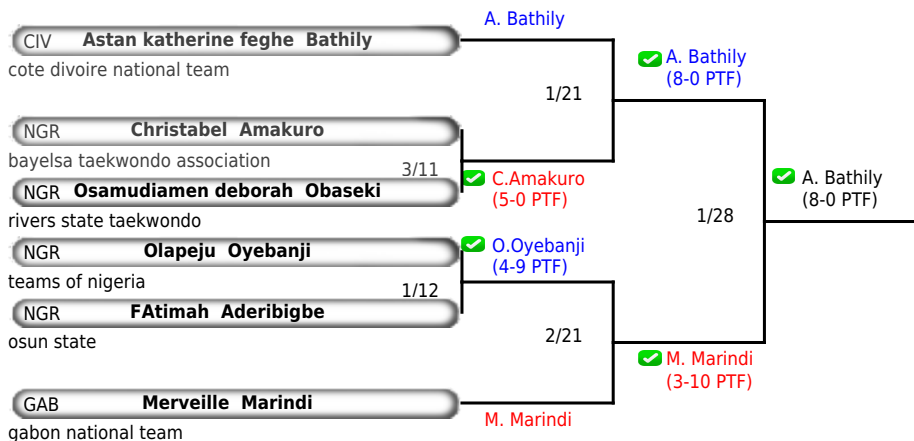 A. Bathily
CIV Astan katherine feghe Bathily
cote divoire national team
A. Bathily
(8-0 PTF)
1/21
NGR Christabel Amakuro
bayelsa taekwondo association
3/11
C.Amakuro
(5-0 PTF)
NGR Osamudiamen deborah Obaseki
rivers state taekwondo
A. Bathily
(8-0 PTF)
1/28
NGR Olapeju Oyebanji
teams of nigeria
O.Oyebanji
(4-9 PTF)
1/12
NGR FAtimah Aderibigbe
osun state
2/21
M. Marindi
(3-10 PTF)
GAB Merveille Marindi
gabon national team
M. Marindi